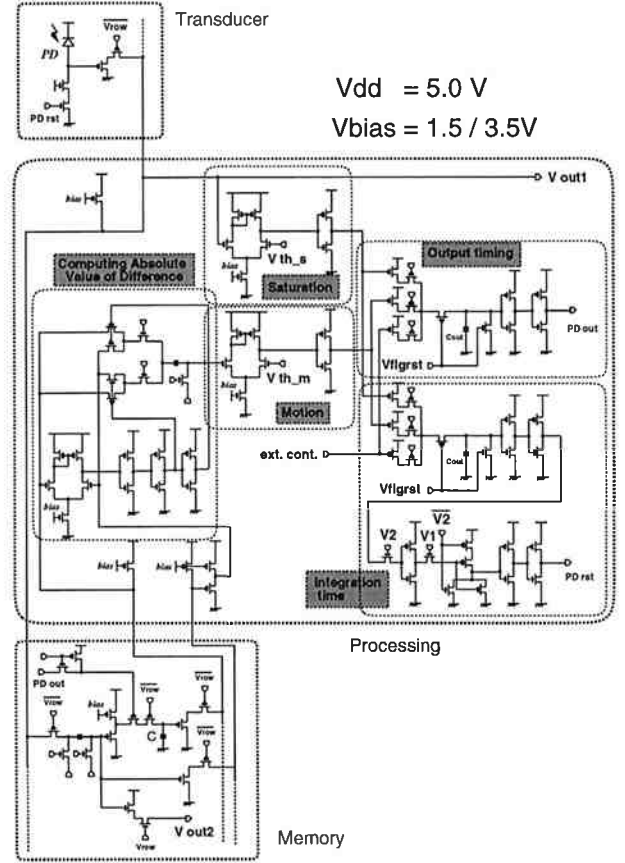 Transducer
Vrow
PD
PD rst
Vdd = 5.0 V
Vbias = 1.5 / 3.5V
V out1
bias
Computing Absolute
Value of Difference
bias
V th_s
Saturation
Output timing
Cout
PD out
Vflgrst
bias
V th_m
Motion
ext. cont.
Cout
Vflgrst
bias
bias
bias
V2
V1
V2
PD rst
Integration
time
Processing
PD out
bias
Vrow
Vrow
Vrow
Vrow
C
V out2
Vrow
Memory